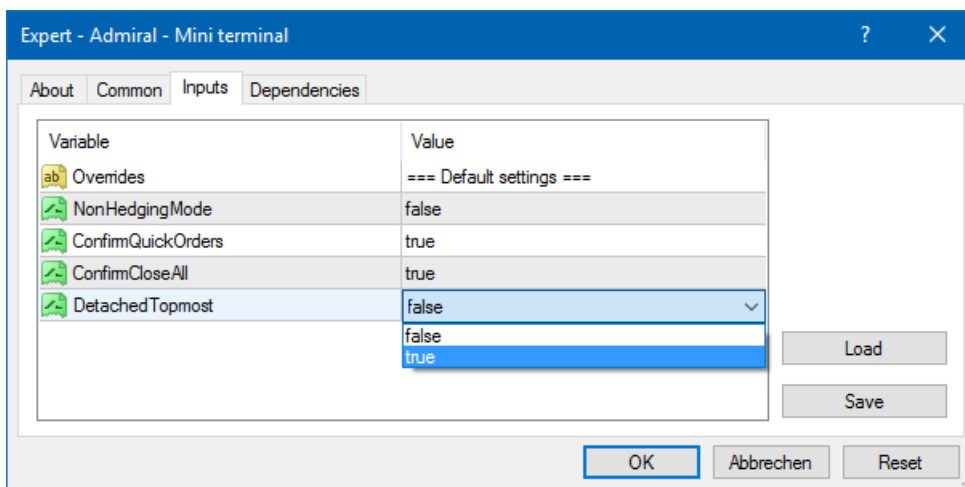 Expert - Admiral - Mini terminal ? ×
About Common Inputs Dependencies
Variable Value
ab Overrides === Default settings ===
NonHedgingMode false
ConfirmQuickOrders true
ConfirmCloseAll true
DetachedTopmost false
false
true
Load
Save
OK Abbrechen Reset